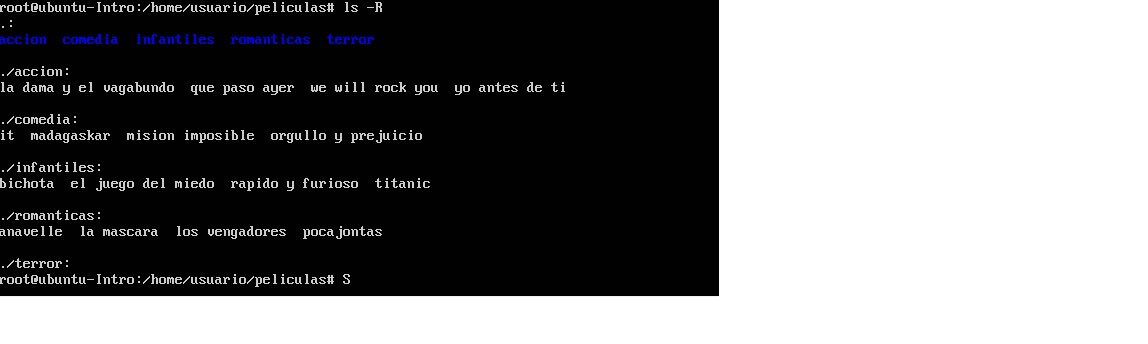 root@ubuntu-Intro:/home/usuario/peliculas# ls -R
.:
accion  comedia  infantiles  romanticas  terror
./accion:
la dama y el vagabundo  que paso ayer  we will rock you  yo antes de ti
./comedia:
it  madagaskar  mision imposible  orgullo y prejuicio
./infantiles:
bichota  el juego del miedo  rapido y furioso  titanic
./romanticas:
anavelle  la mascara  los vengadores  pocajontas
./terror:
root@ubuntu-Intro:/home/usuario/peliculas# S